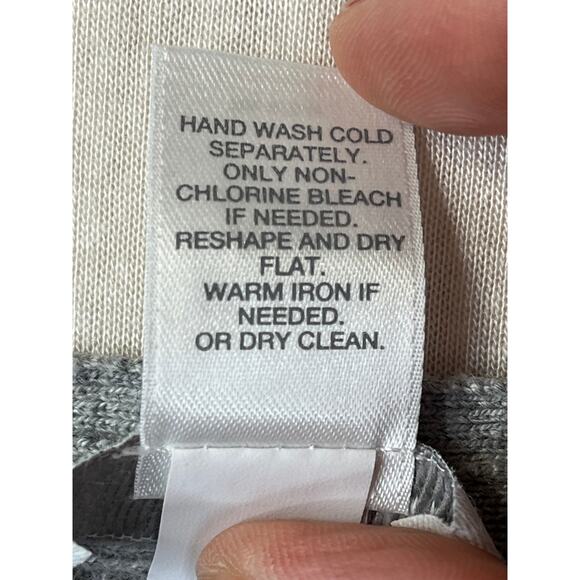 HAND WASH COLD
SEPARATELY.
ONLY NON-
CHLORINE BLEACH
IF NEEDED.
RESHAPE AND DRY
FLAT.
WARM IRON IF
NEEDED.
OR DRY CLEAN.